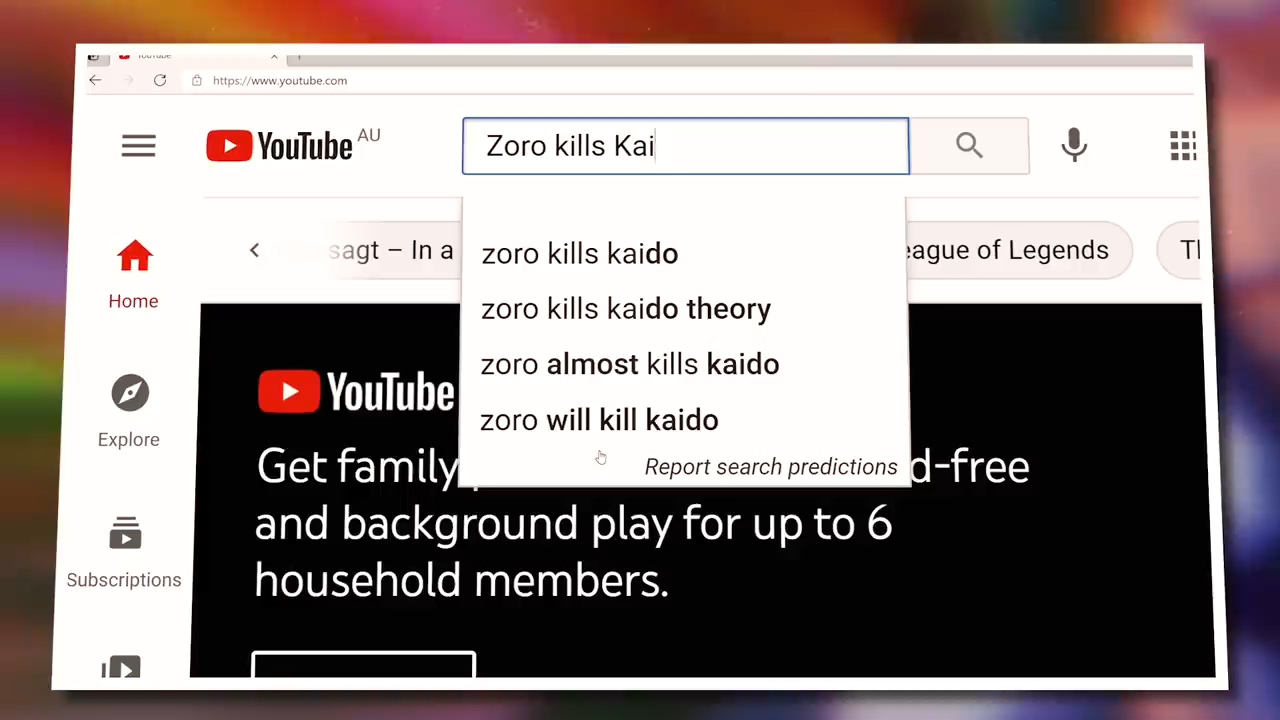 YouTube
https://www.youtube.com
YouTube AU
Zoro kills Kai
sagt – In a
eague of Legends
zoro kills kaido
zoro kills kaido theory
zoro almost kills kaido
zoro will kill kaido
Report search predictions
Home
Explore
Subscriptions
YouTube
Get family d-free
and background play for up to 6
household members.